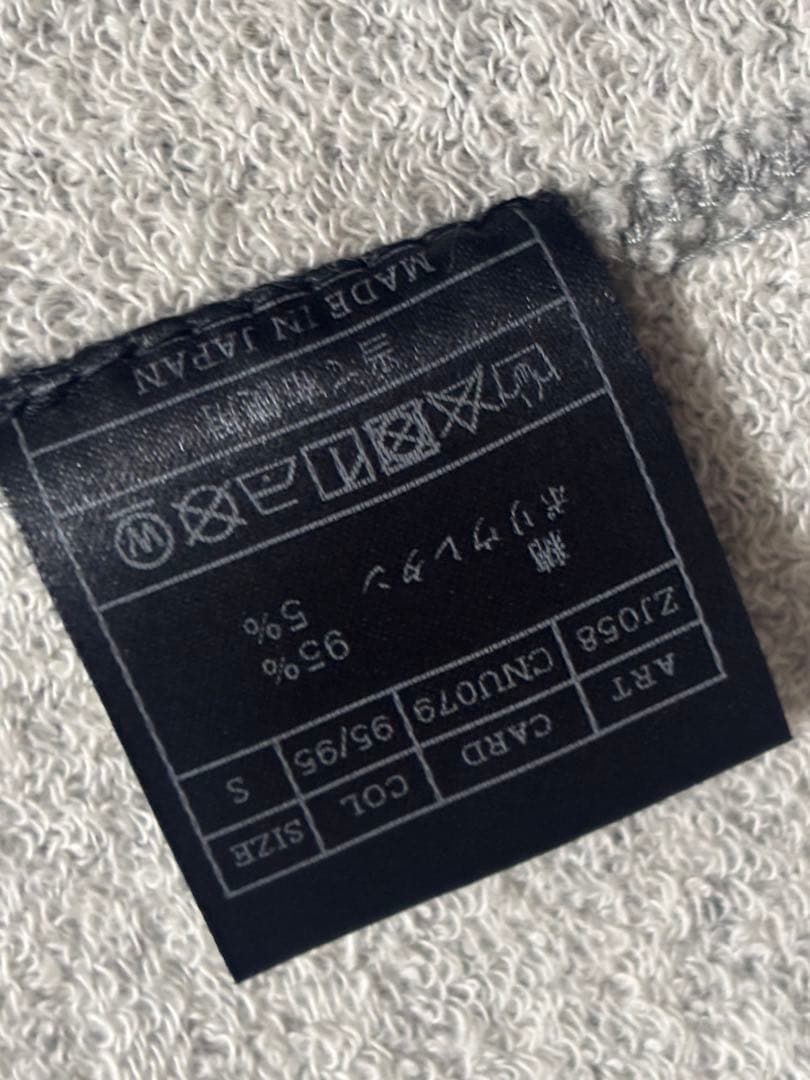 ART CARD COL SIZE
ZJ058 CNU079 95/95 S
綿 95%
ポリウレタン 5%
W
MADE IN JAPAN